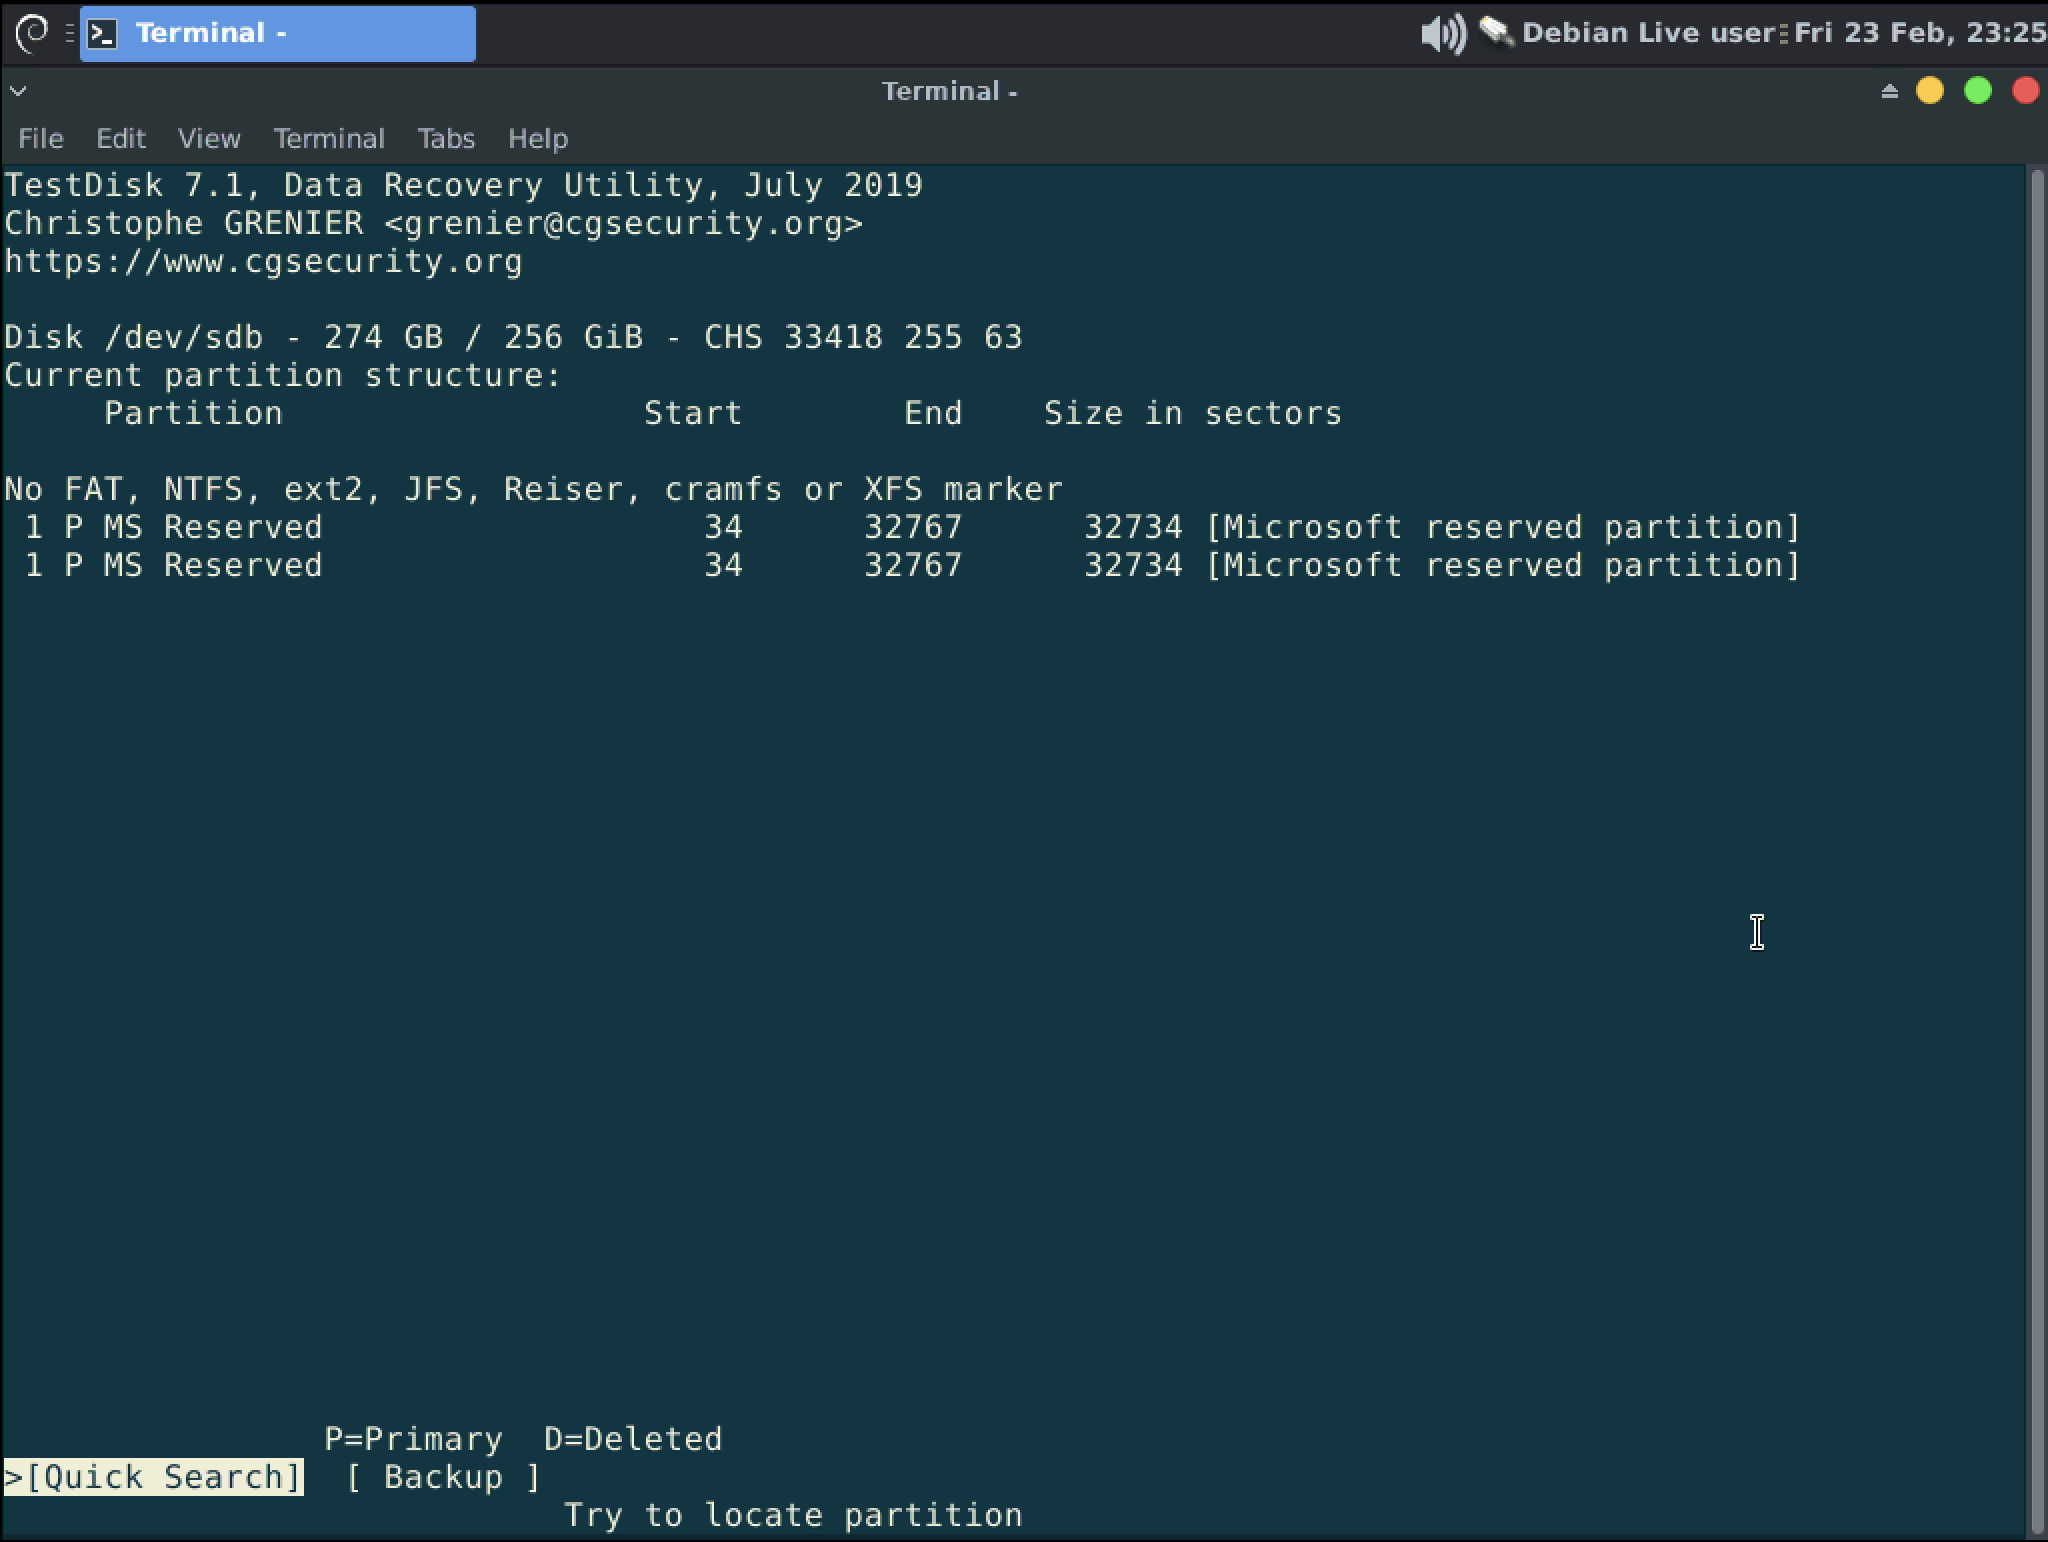 Terminal - Debian Live user Fri 23 Feb, 23:25
Terminal -
File Edit View Terminal Tabs Help
TestDisk 7.1, Data Recovery Utility, July 2019
Christophe GRENIER <grenier@cgsecurity.org>
https://www.cgsecurity.org
Disk /dev/sdb - 274 GB / 256 GiB - CHS 33418 255 63
Current partition structure:
Partition Start End Size in sectors
No FAT, NTFS, ext2, JFS, Reiser, cramfs or XFS marker
1 P MS Reserved 34 32767 32734 [Microsoft reserved partition]
1 P MS Reserved 34 32767 32734 [Microsoft reserved partition]
P=Primary D=Deleted
>[Quick Search] [ Backup ]
Try to locate partition